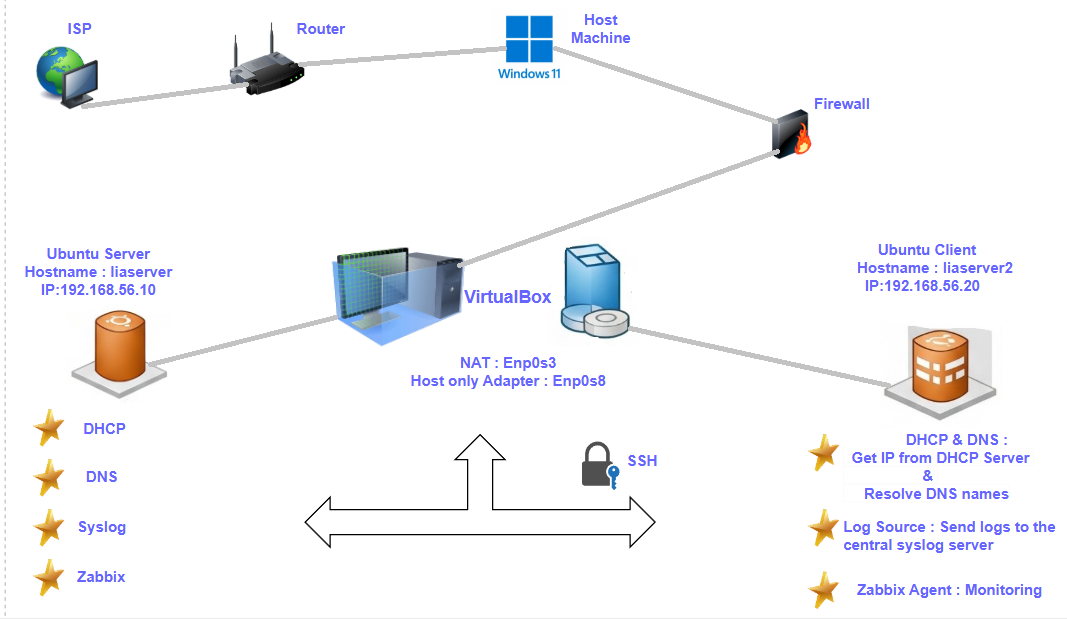 ISP
Router
Host
Machine
Windows 11
Firewall
Ubuntu Server
Hostname : liaserver
IP:192.168.56.10
VirtualBox
Ubuntu Client
Hostname : liaserver2
IP:192.168.56.20
NAT : Enp0s3
Host only Adapter : Enp0s8
SSH
DHCP
DNS
Syslog
Zabbix
DHCP & DNS :
Get IP from DHCP Server
&
Resolve DNS names
Log Source : Send logs to the
central syslog server
Zabbix Agent : Monitoring